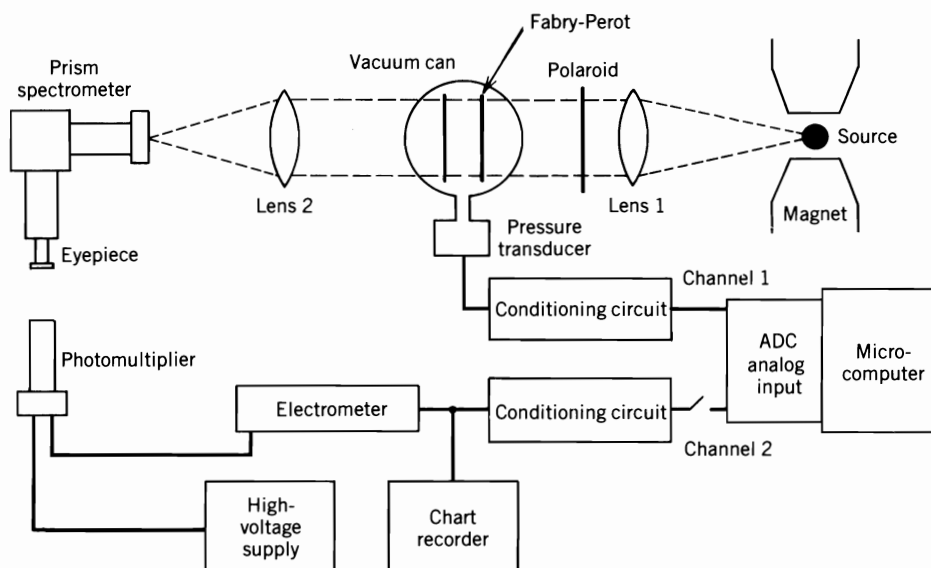 Fabry-Perot
Prism
spectrometer
Vacuum can
Polaroid
Source
Lens 2
Lens 1
Magnet
Eyepiece
Pressure
transducer
Channel 1
Conditioning circuit
Photomultiplier
ADC
analog
input
Micro-
computer
Electrometer
Conditioning circuit
Channel 2
High-
voltage
supply
Chart
recorder